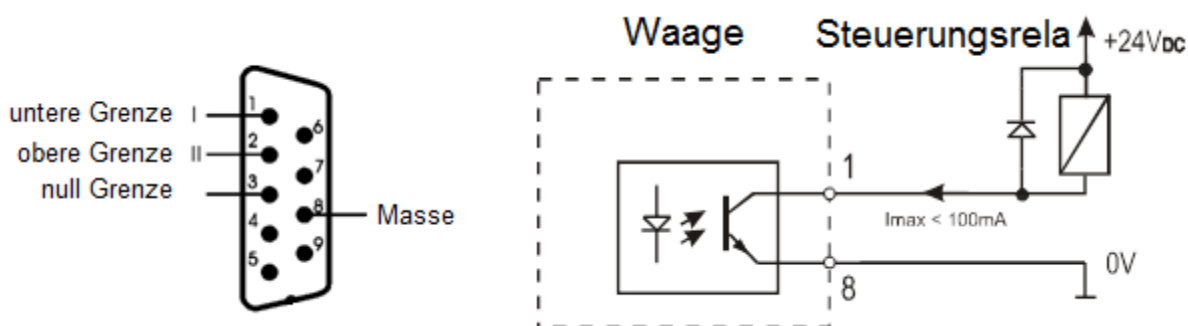 untere Grenze I
obere Grenze II
null Grenze
1
2
3
4
5
6
7
8
9
Masse
Waage
Steuerungsrela
+24VDC
1
Imax < 100mA
8
0V